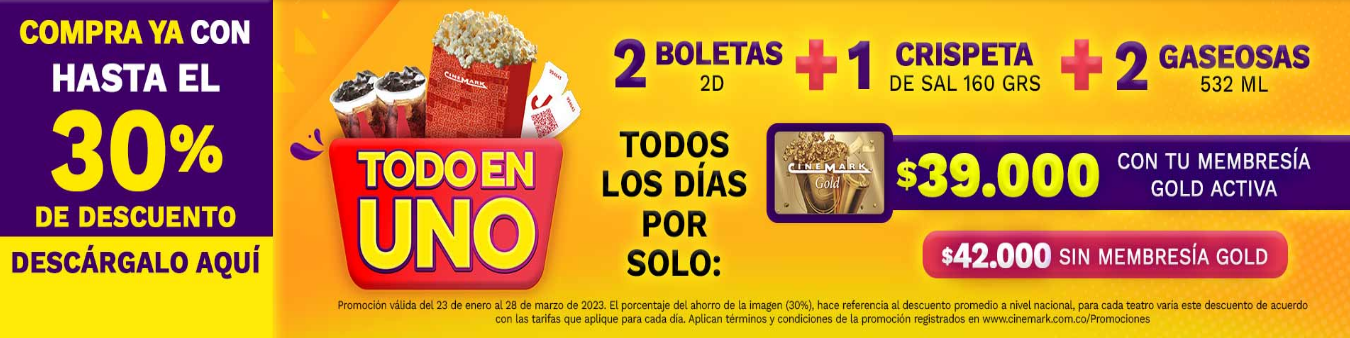 COMPRA YA CON
HASTA EL
30%
DE DESCUENTO
DESCÁRGALO AQUÍ
CINEMARK
TODO EN
UNO
2 BOLETAS
2D
+
1 CRISPETA
DE SAL 160 GRS
+
2 GASEOSAS
532 ML
TODOS
LOS DÍAS
POR
SOLO:
CINEMARK
Gold
$39.000
CON TU MEMBRESÍA
GOLD ACTIVA
$42.000 SIN MEMBRESÍA GOLD
Promoción válida del 23 de enero al 28 de marzo de 2023. El porcentaje del ahorro de la imagen (30%), hace referencia al descuento promedio a nivel nacional, para cada teatro varia este descuento de acuerdo
con las tarifas que aplique para cada día. Aplican términos y condiciones de la promoción registrados en www.cinemark.com.co/Promociones